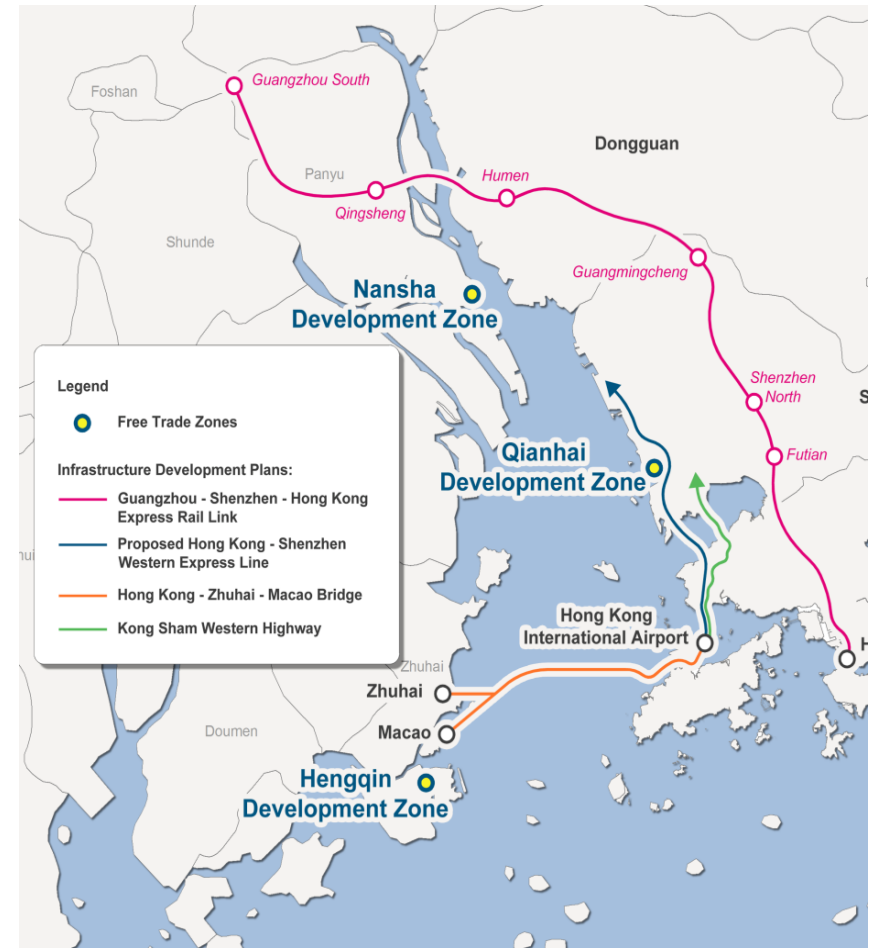 Guangzhou South
Foshan
Dongguan
Panyu
Humen
Qingsheng
Shunde
Guangmingcheng
Nansha
Development Zone
Shenzhen
North
Legend
Free Trade Zones
Infrastructure Development Plans:
Guangzhou - Shenzhen - Hong Kong
Express Rail Link
Proposed Hong Kong - Shenzhen
Western Express Line
Hong Kong - Zhuhai - Macao Bridge
Kong Sham Western Highway
Qianhai
Development Zone
Futian
Hong Kong
International Airport
Zhuhai
Zhuhai
Macao
Doumen
Hengqin
Development Zone